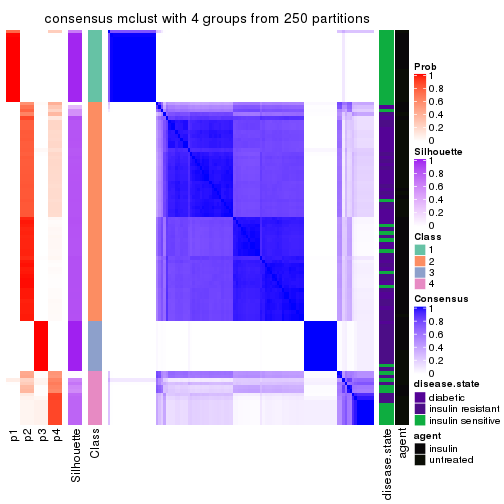 consensus mclust with 4 groups from 250 partitions
Prob
1
0.8
0.6
0.4
0.2
0
Silhouette
1
0.8
0.6
0.4
0.2
0
Class
1
2
3
4
Consensus
1
0.8
0.6
0.4
0.2
0
disease.state
diabetic
insulin resistant
insulin sensitive
agent
insulin
untreated
p1
p2
p3
p4
Silhouette
Class
disease.state
agent